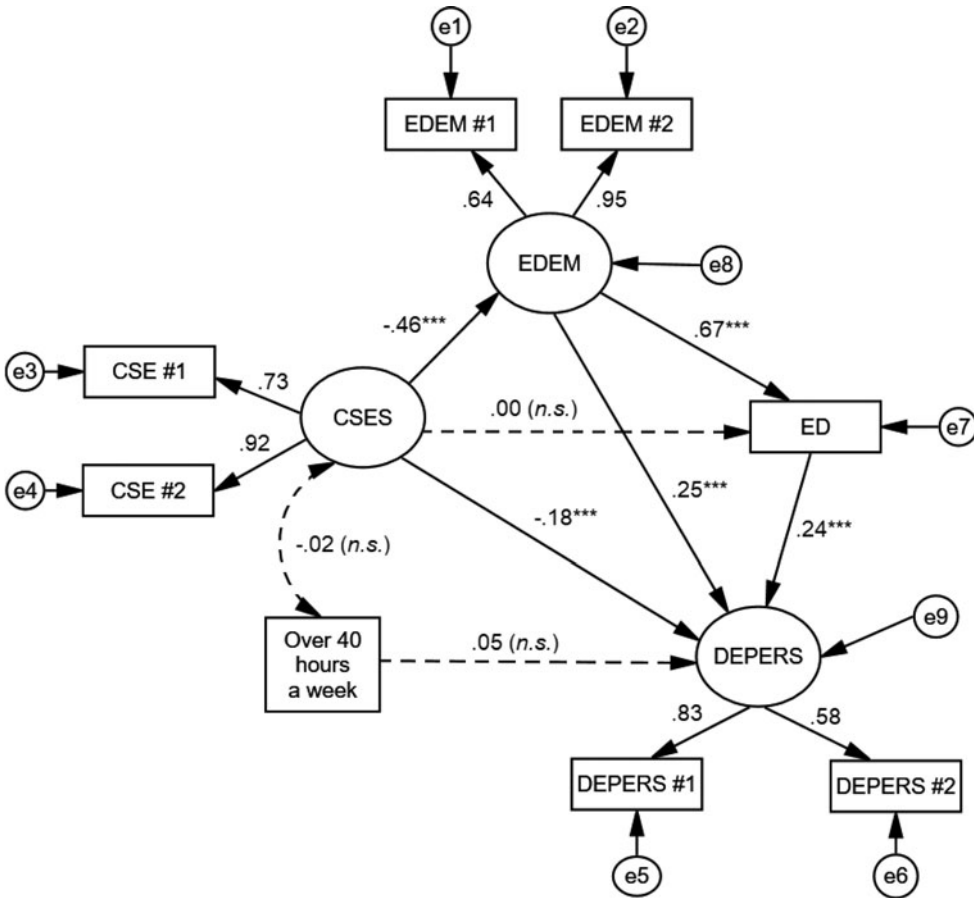 e1
e2
EDEM #1
EDEM #2
.64
.95
EDEM
e8
-.46***
.67***
e3
CSE #1
.73
CSES
.00 (n.s.)
ED
e7
.92
e4
CSE #2
.25***
-.18***
.24***
-.02 (n.s.)
e9
Over 40
hours
a week
.05 (n.s.)
DEPERS
.83
.58
DEPERS #1
DEPERS #2
e5
e6